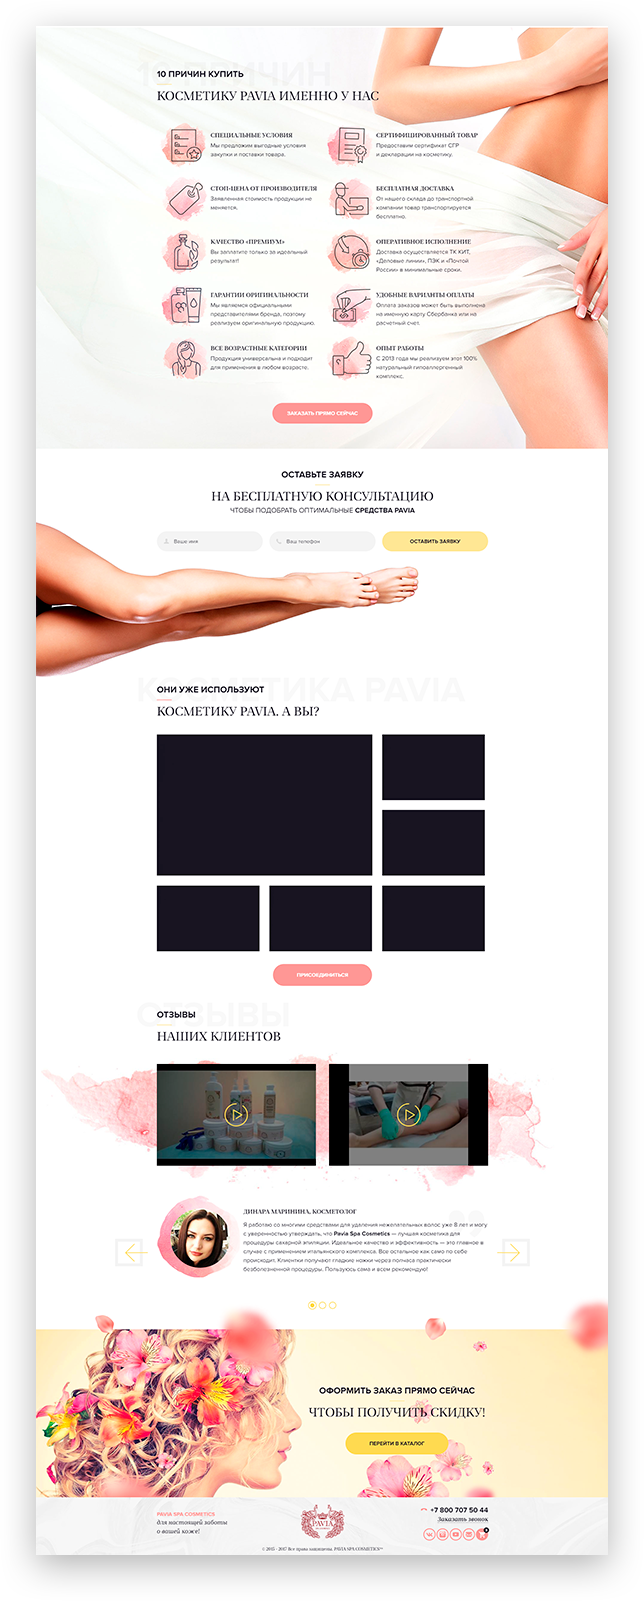 10 ПРИЧИН
10 ПРИЧИН КУПИТЬ
КОСМЕТИКУ PAVIA ИМЕННО У НАС
СПЕЦИАЛЬНЫЕ УСЛОВИЯ
Мы предложим выгодные условия
закупки и поставки товара.
СЕРТИФИЦИРОВАННЫЙ ТОВАР
Предоставим сертификат СГР
и декларации на косметику.
СТОП-ЦЕНА ОТ ПРОИЗВОДИТЕЛЯ
Заявленная стоимость продукции не
меняется.
БЕСПЛАТНАЯ ДОСТАВКА
От нашего склада до транспортной
компании товар транспортируется
бесплатно.
КАЧЕСТВО «ПРЕМИУМ»
Вы заплатите только за идеальный
результат!
ОПЕРАТИВНОЕ ИСПОЛНЕНИЕ
Доставка осуществляется ТК КИТ,
«Деловые линии», ПЭК и «Почтой
России» в минимальные сроки.
ГАРАНТИИ ОРИГИНАЛЬНОСТИ
Мы являемся официальными
представителями бренда, поэтому
реализуем оригинальную продукцию.
УДОБНЫЕ ВАРИАНТЫ ОПЛАТЫ
Оплата заказов может быть выполнена
на именную карту Сбербанка или на
расчетный счет.
ВСЕ ВОЗРАСТНЫЕ КАТЕГОРИИ
Продукция универсальна и подходит
для применения в любом возрасте.
ОПЫТ РАБОТЫ
С 2013 года мы реализуем этот 100%
натуральный гипоаллергенный
комплекс.
ЗАКАЗАТЬ ПРЯМО СЕЙЧАС
ОСТАВЬТЕ ЗАЯВКУ
НА БЕСПЛАТНУЮ КОНСУЛЬТАЦИЮ
ЧТОБЫ ПОДОБРАТЬ ОПТИМАЛЬНЫЕ СРЕДСТВА PAVIA
Ваше имя
Ваш телефон
ОСТАВИТЬ ЗАЯВКУ
КОСМЕТИКА PAVIA
ОНИ УЖЕ ИСПОЛЬЗУЮТ
КОСМЕТИКУ PAVIA. А ВЫ?
ПРИСОЕДИНИТЬСЯ
ОТЗЫВЫ
ОТЗЫВЫ
НАШИХ КЛИЕНТОВ
ДИНАРА МАРИНИНА, КОСМЕТОЛОГ
Я работаю со многими средствами для удаления нежелательных волос уже 8 лет и могу
с уверенностью утверждать, что Pavia Spa Cosmetics — лучшая косметика для
процедуры сахарной эпиляции. Идеальное качество и эффективность — это главное в
случае с применением итальянского комплекса. Все остальное как само по себе
происходит. Клиентки получают гладкие ножки через полчаса практически
безболезненной процедуры. Пользуюсь сама и всем рекомендую!
ОФОРМИТЬ ЗАКАЗ ПРЯМО СЕЙЧАС
ЧТОБЫ ПОЛУЧИТЬ СКИДКУ!
ПЕРЕЙТИ В КАТАЛОГ
PAVIA SPA COSMETICS
для настоящей заботы
о вашей коже!
PAVIA
+7 800 707 50 44
Заказать звонок
© 2015 - 2017 Все права защищены. PAVIA SPA COSMETICS™